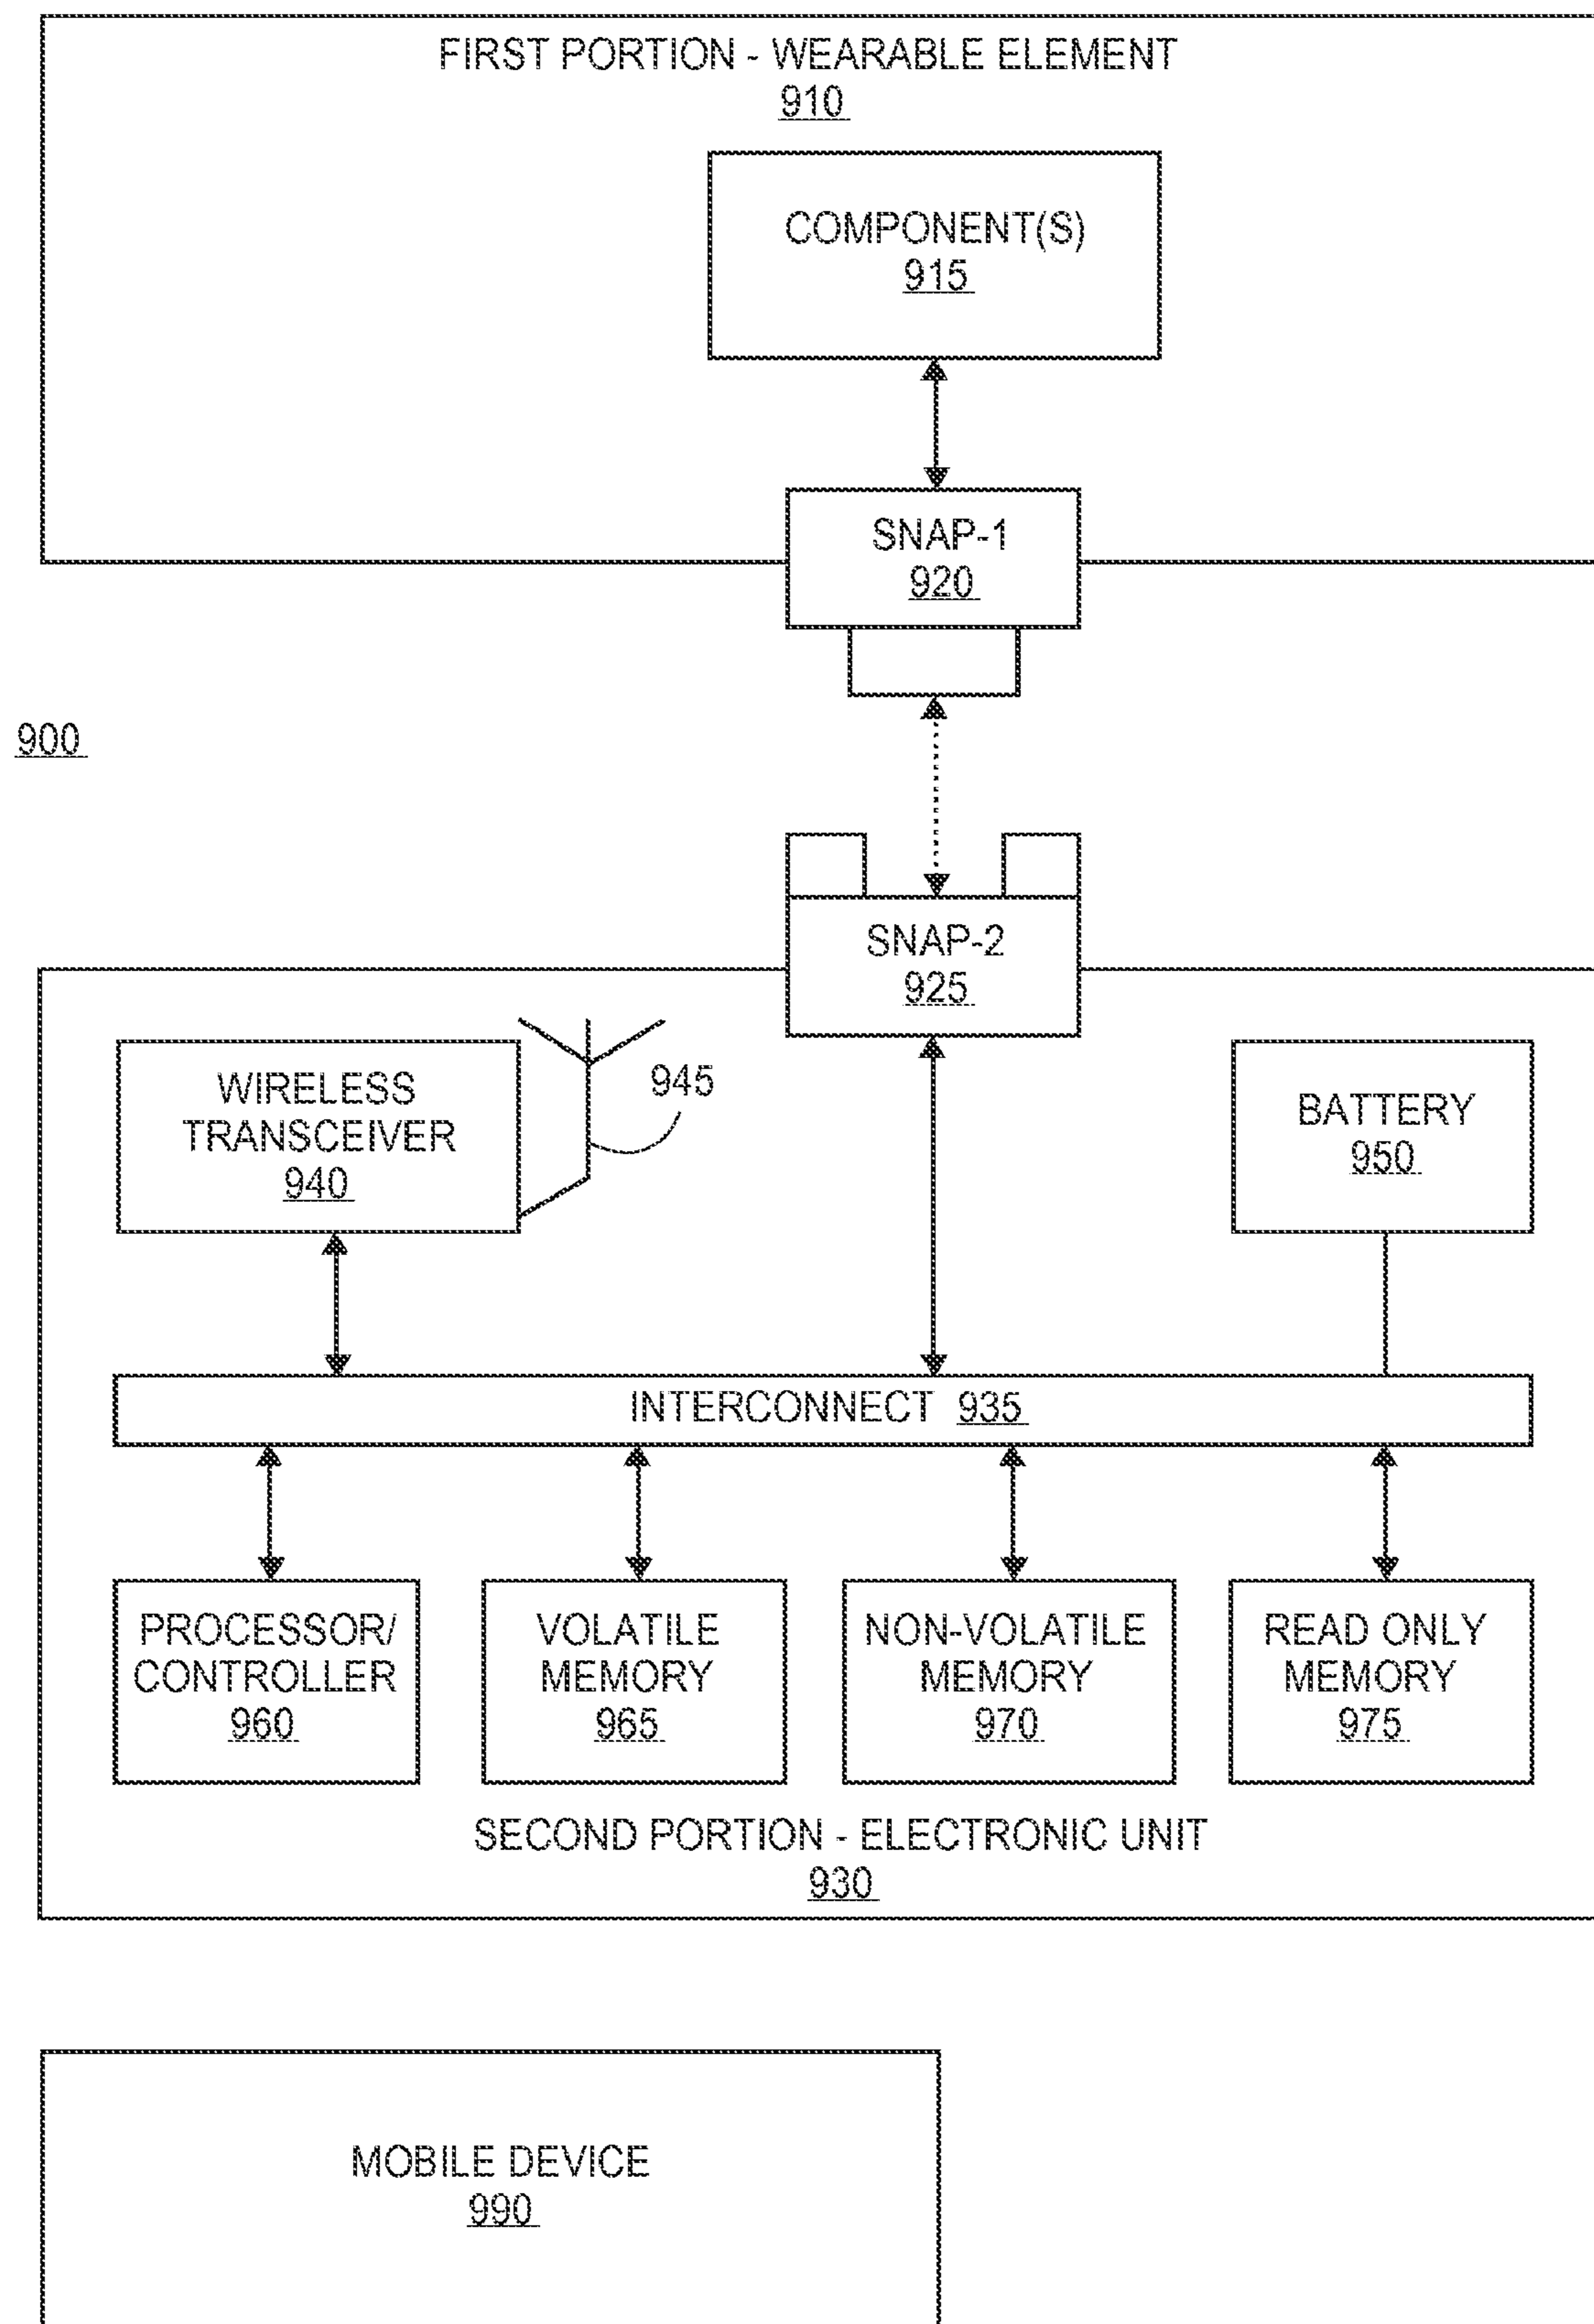 FIRST PORTION - WEARABLE ELEMENT
910
COMPONENT(S)
915
SNAP-1
920
900
SNAP-2
925
WIRELESS
TRANSCEIVER
940
945
BATTERY
950
INTERCONNECT 935
PROCESSOR/
CONTROLLER
960
VOLATILE
MEMORY
965
NON-VOLATILE
MEMORY
970
READ ONLY
MEMORY
975
SECOND PORTION - ELECTRONIC UNIT
930
MOBILE DEVICE
990